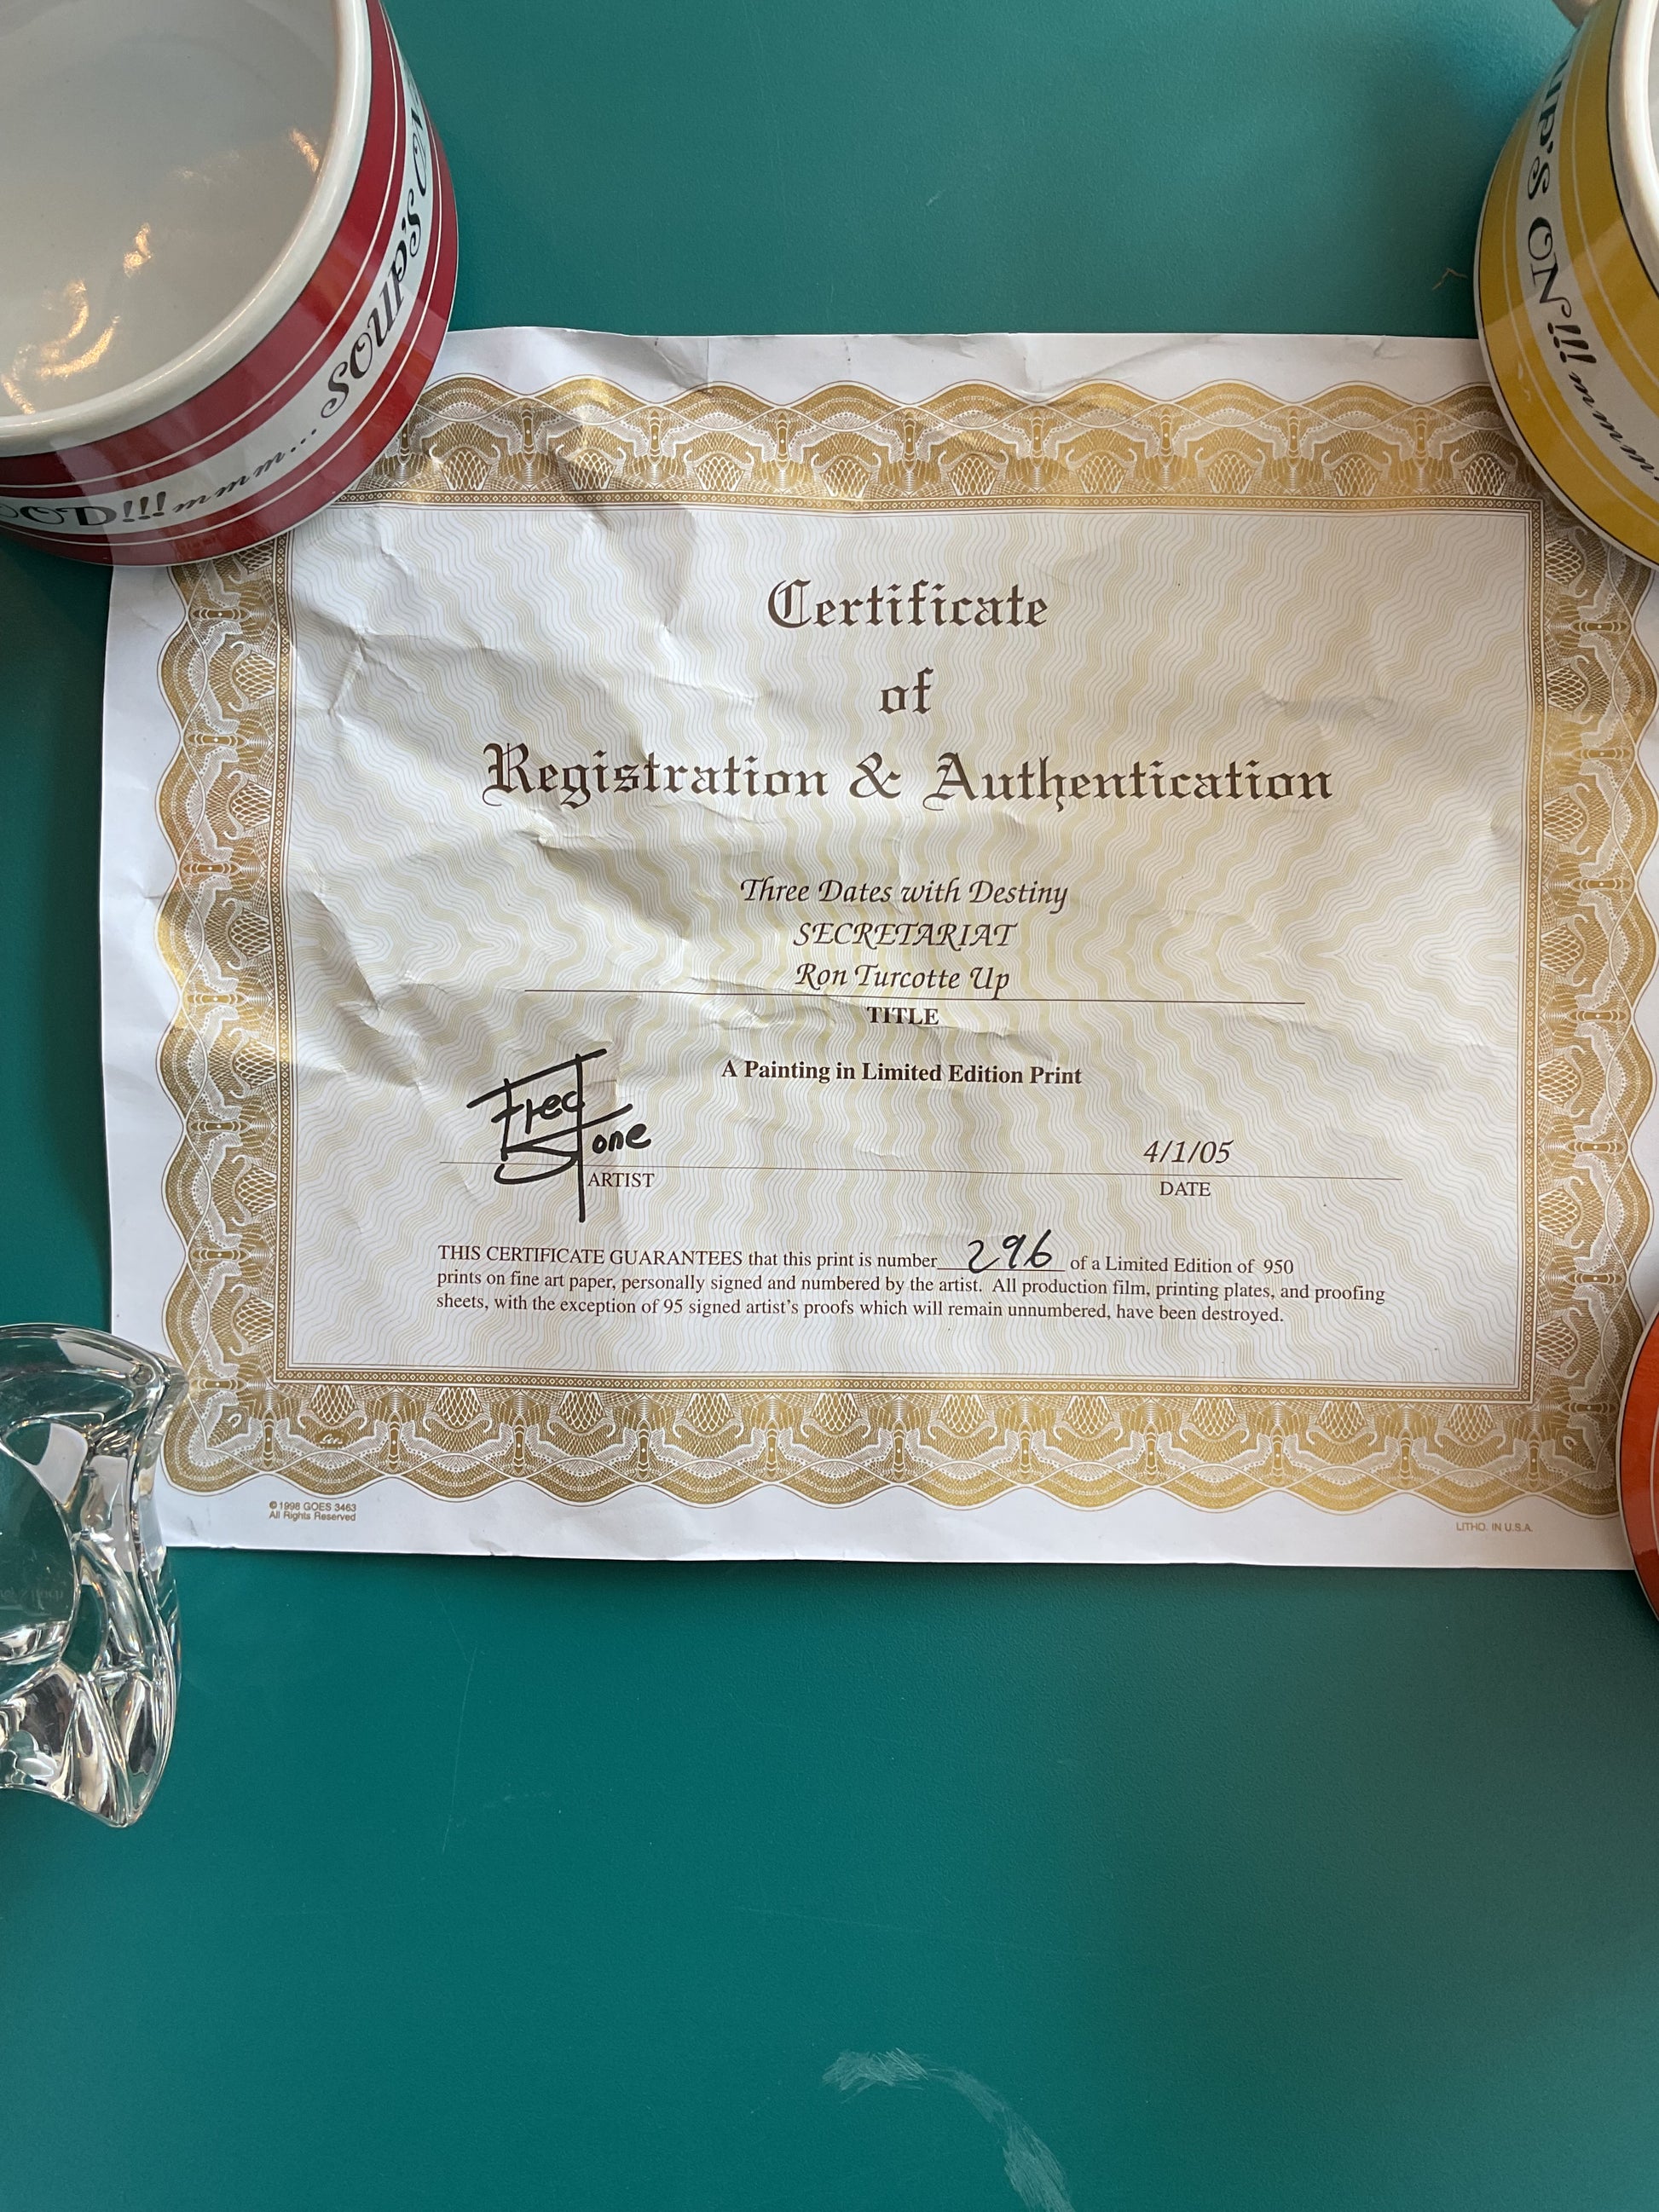 SOUP'S
OOD!!! mmmm... SOUP'S
UP'S ON!!! mmm
Certificate
of
Registration & Authentication
Three Dates with Destiny
SECRETARIAT
Ron Turcotte Up
TITLE
A Painting in Limited Edition Print
Fred Stone
4/1/05
ARTIST
DATE
THIS CERTIFICATE GUARANTEES that this print is number 296 of a Limited Edition of 950
prints on fine art paper, personally signed and numbered by the artist. All production film, printing plates, and proofing
sheets, with the exception of 95 signed artist's proofs which will remain unnumbered, have been destroyed.
© 1998 GOES 3463
All Rights Reserved
LITHO. IN U.S.A.